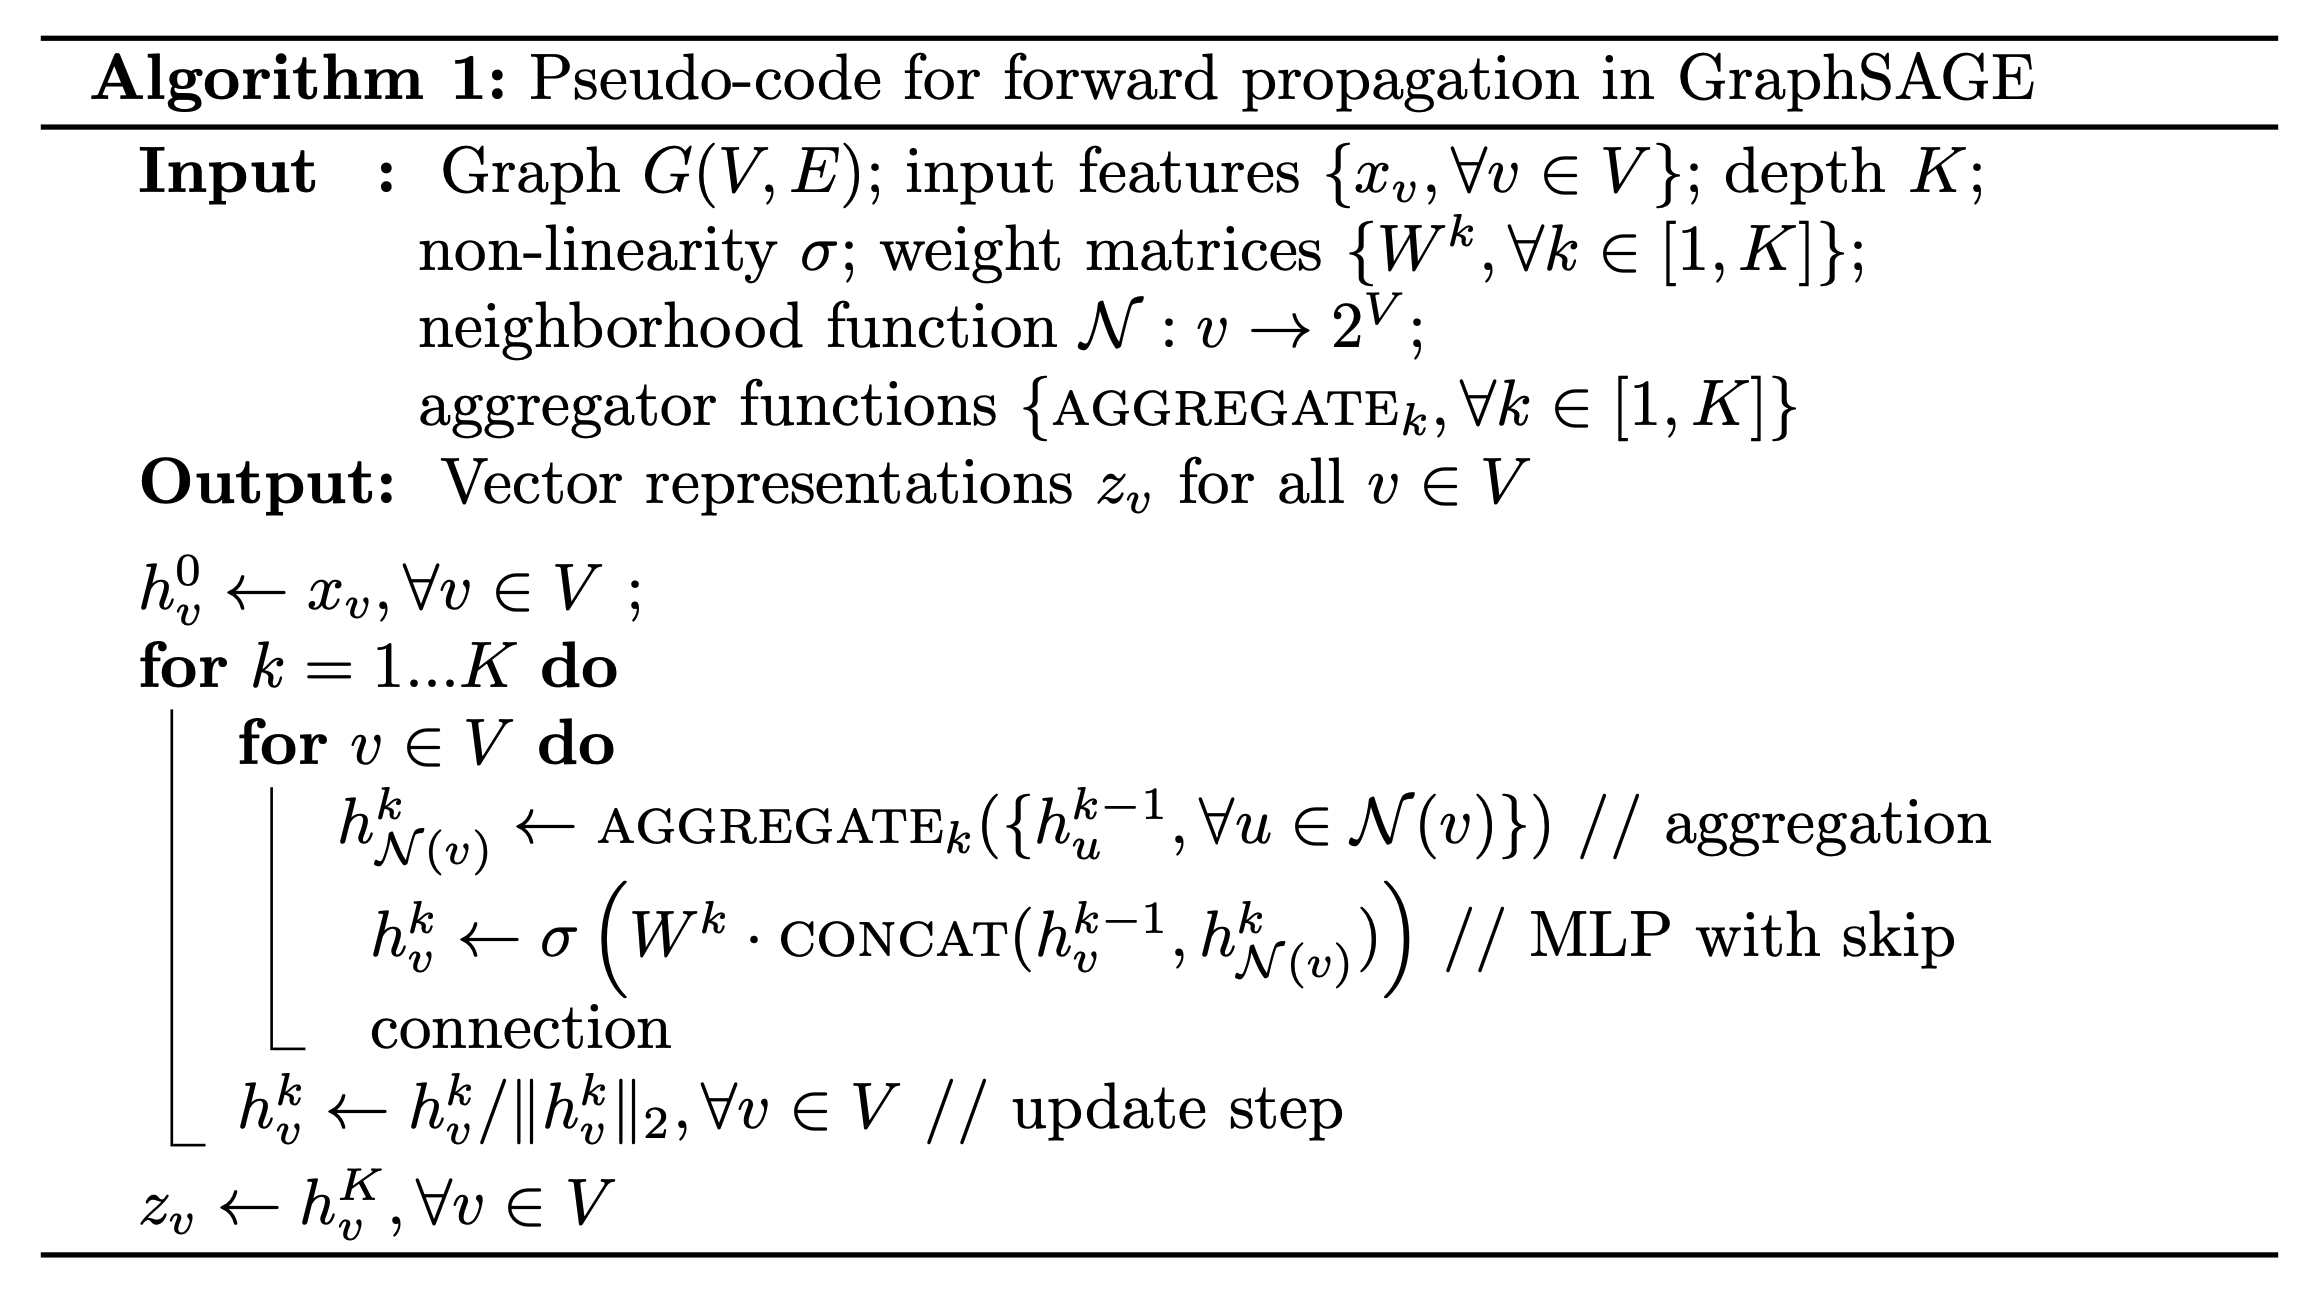 Algorithm 1: Pseudo-code for forward propagation in GraphSAGE
Input : Graph $G(V, E)$; input features $\{x_v, \forall v \in V\}$; depth $K$;
non-linearity $\sigma$; weight matrices $\{W^k, \forall k \in [1, K]\}$;
neighborhood function $\mathcal{N} : v \rightarrow 2^V$;
aggregator functions $\{\text{AGGREGATE}_k, \forall k \in [1, K]\}$
Output: Vector representations $z_v$ for all $v \in V$
$h_v^0 \leftarrow x_v, \forall v \in V$ ;
for $k = 1...K$ do
for $v \in V$ do
$h_{\mathcal{N}(v)}^k \leftarrow \text{AGGREGATE}_k(\{h_u^{k-1}, \forall u \in \mathcal{N}(v)\})$ // aggregation
$h_v^k \leftarrow \sigma \left( W^k \cdot \text{CONCAT}(h_v^{k-1}, h_{\mathcal{N}(v)}^k) \right)$ // MLP with skip
connection
$h_v^k \leftarrow h_v^k / \|h_v^k\|_2, \forall v \in V$ // update step
$z_v \leftarrow h_v^K, \forall v \in V$